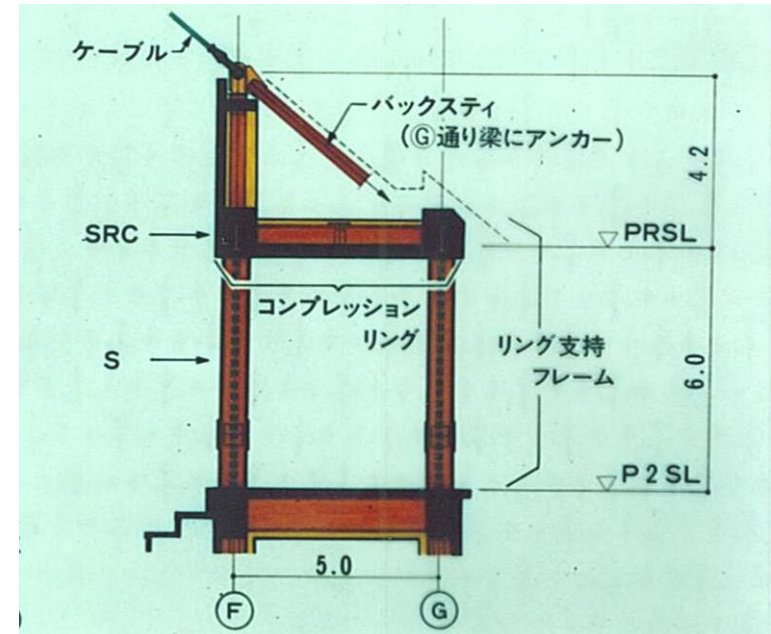 ケーブル
バックスティ
(Ⓖ通り梁にアンカー)
4.2
SRC
PRSL
コンプレッション
リング
S
リング支持
フレーム
6.0
P2SL
5.0
F
G